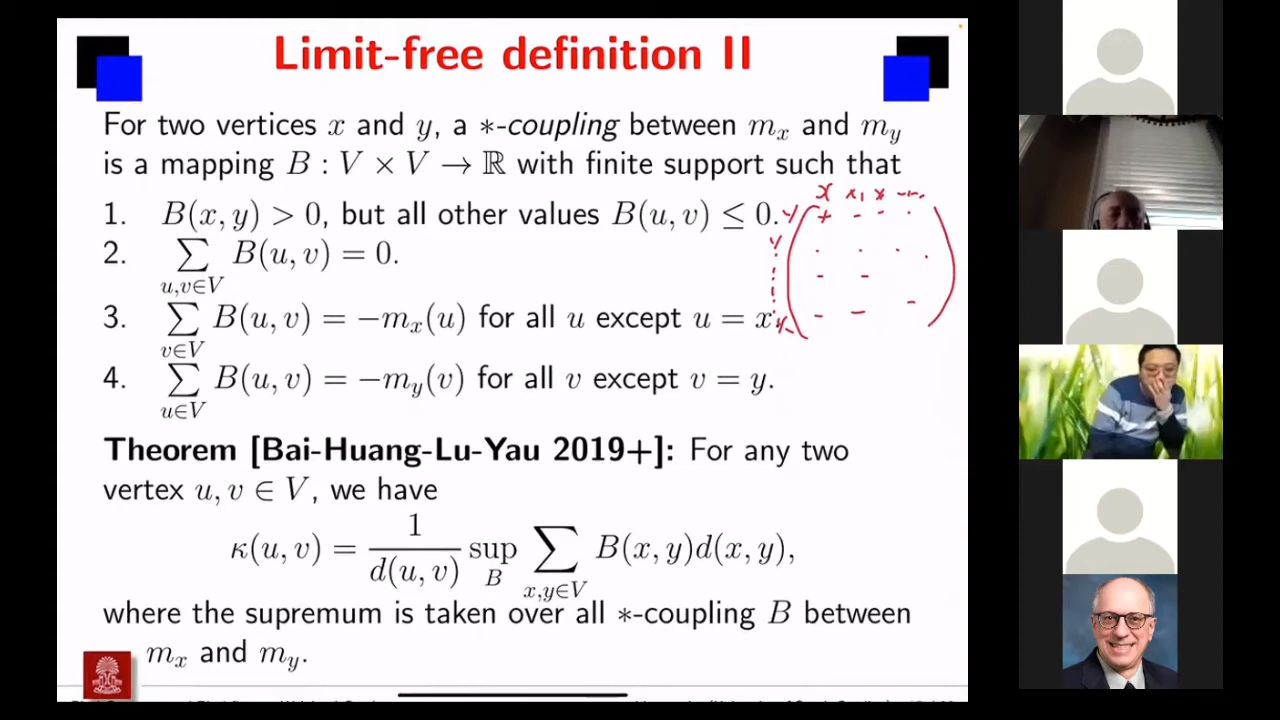 Limit-free definition II
For two vertices x and y, a ∗-coupling between m_x and m_y
is a mapping B : V × V → ℝ with finite support such that
1. B(x, y) > 0, but all other values B(u, v) ≤ 0.
2. ∑_{u,v∈V} B(u, v) = 0.
3. ∑_{v∈V} B(u, v) = −m_x(u) for all u except u = x
4. ∑_{u∈V} B(u, v) = −m_y(v) for all v except v = y.
Theorem [Bai-Huang-Lu-Yau 2019+]: For any two
vertex u, v ∈ V, we have
κ(u, v) = 1/d(u, v) sup_B ∑_{x,y∈V} B(x, y)d(x, y),
where the supremum is taken over all ∗-coupling B between
m_x and m_y.